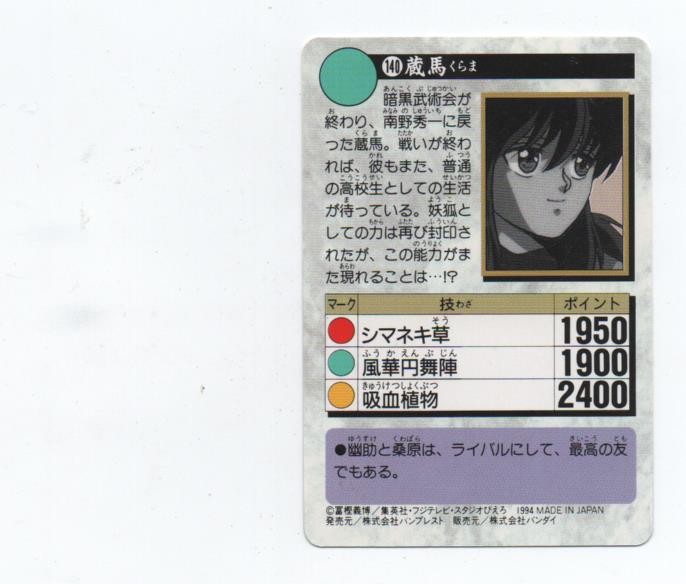 140 蔵馬 くらま
暗黒武術会が
終わり、南野秀一に戻
った蔵馬。戦いが終わ
れば、彼もまた、普通
の高校生としての生活
が待っている。妖狐と
しての力は再び封印さ
れたが、この能力がま
た現れることは…!?
マーク 技わざ ポイント
シマネキ草 1950
風華円舞陣 1900
吸血植物 2400
●幽助と桑原は、ライバルにして、最高の友
でもある。
©冨樫義博／集英社・フジテレビ・スタジオぴえろ 1994 MADE IN JAPAN
発売元／株式会社バンプレスト 販売元／株式会社バンダイ